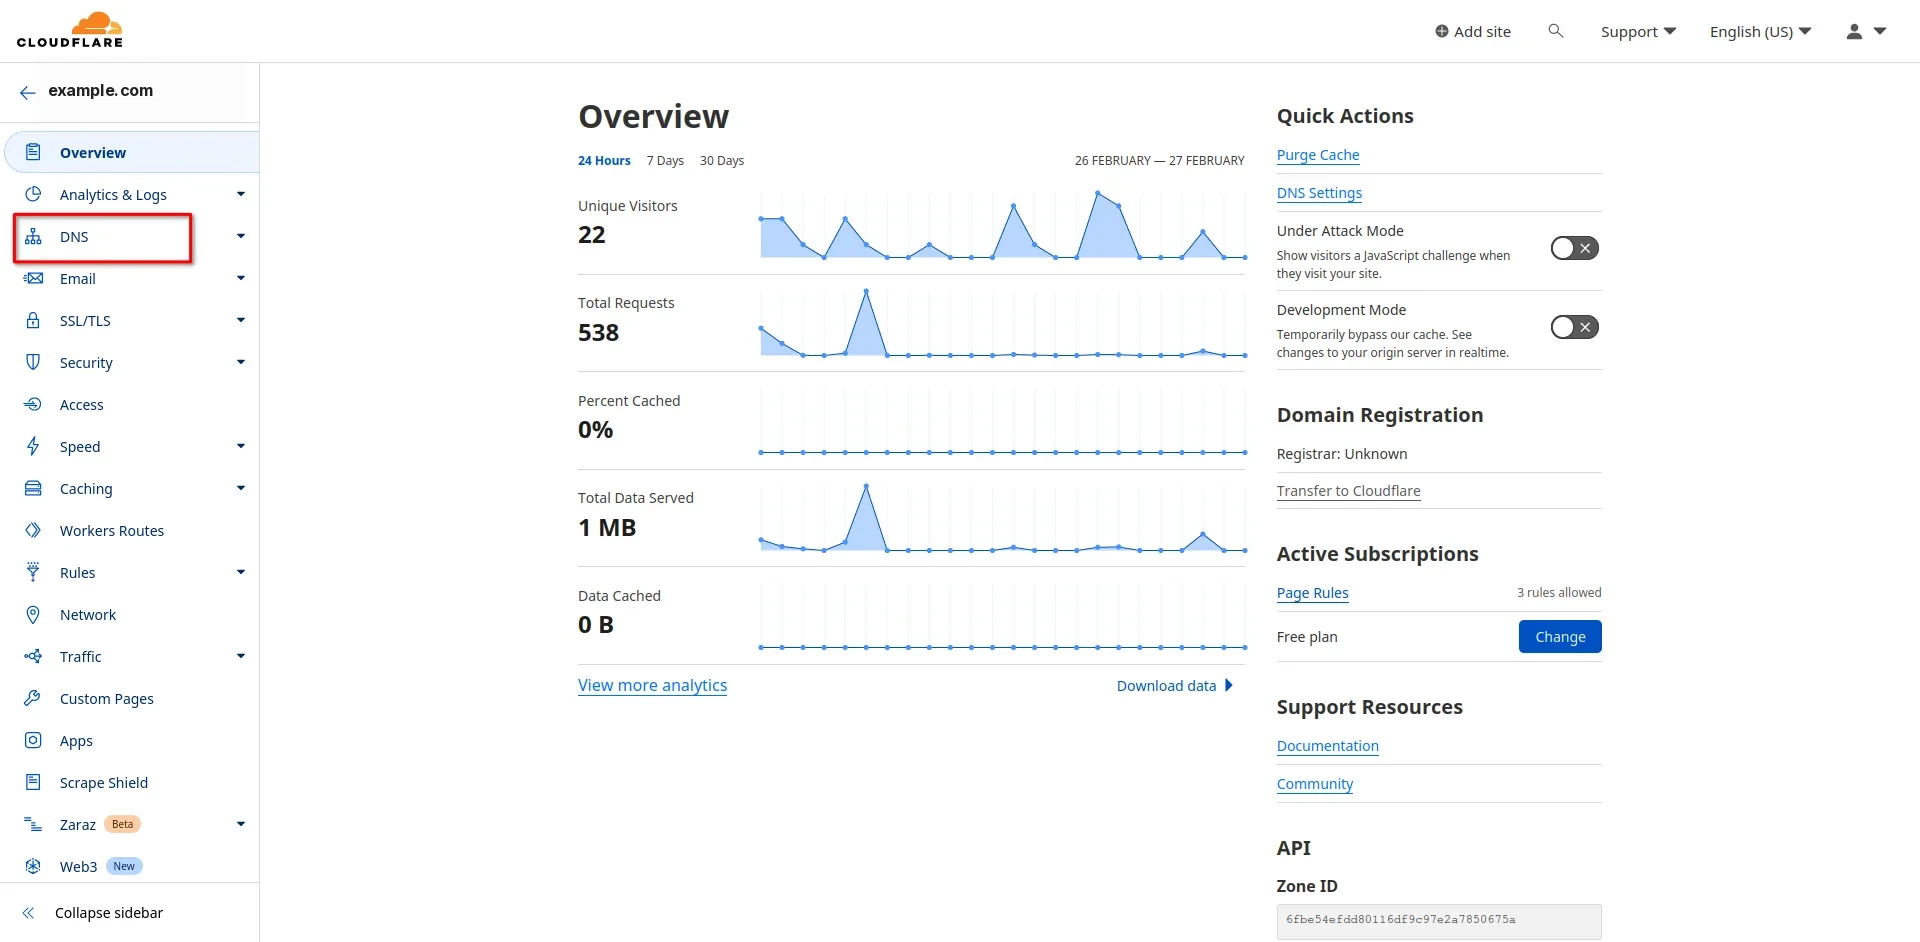 CLOUDFLARE
Add site
Support
English (US)
example.com
Overview
Analytics & Logs
DNS
Email
SSL/TLS
Security
Access
Speed
Caching
Workers Routes
Rules
Network
Traffic
Custom Pages
Apps
Scrape Shield
Zaraz Beta
Web3 New
Collapse sidebar
Overview
24 Hours 7 Days 30 Days 26 FEBRUARY — 27 FEBRUARY
Unique Visitors
22
Total Requests
538
Percent Cached
0%
Total Data Served
1 MB
Data Cached
0 B
View more analytics
Download data
Quick Actions
Purge Cache
DNS Settings
Under Attack Mode
Show visitors a JavaScript challenge when
they visit your site.
Development Mode
Temporarily bypass our cache. See
changes to your origin server in realtime.
Domain Registration
Registrar: Unknown
Transfer to Cloudflare
Active Subscriptions
Page Rules 3 rules allowed
Free plan Change
Support Resources
Documentation
Community
API
Zone ID
6fbe54efdd80116df9c97e2a7850675a